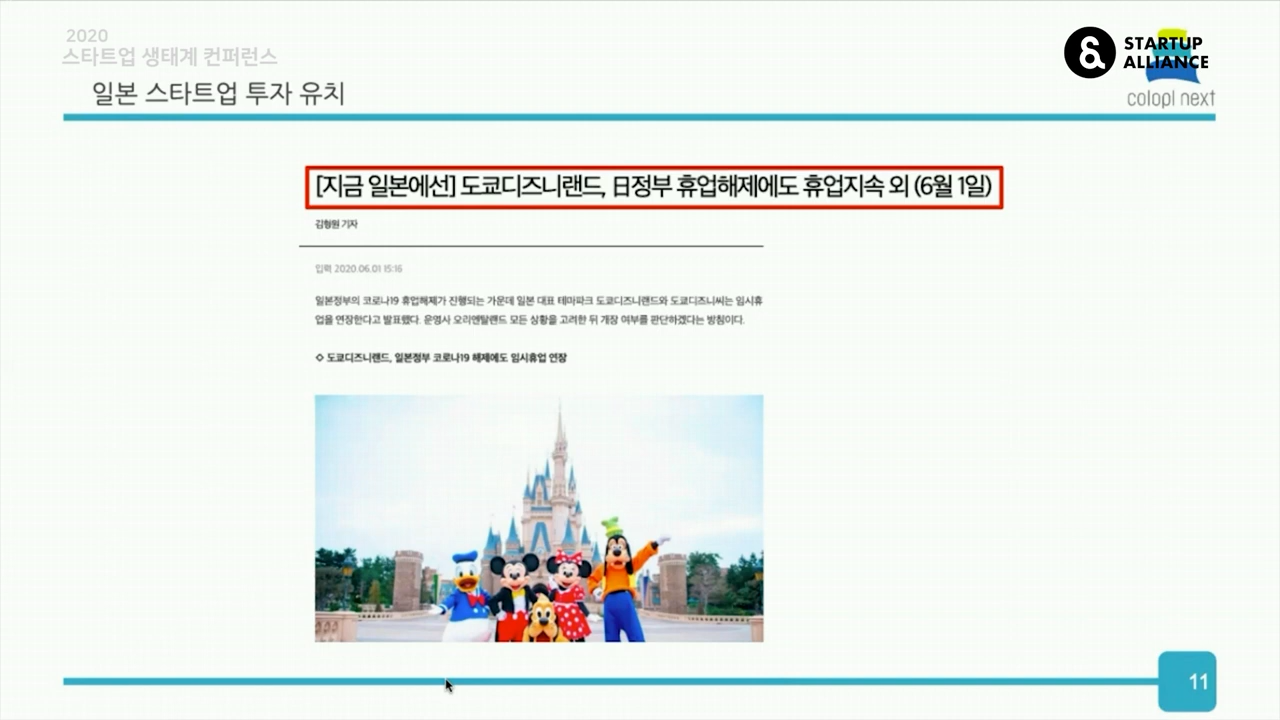 2020
스타트업 생태계 컨퍼런스
일본 스타트업 투자 유치
& STARTUP
ALLIANCE
colopl next
[지금 일본에선] 도쿄디즈니랜드, 日정부 휴업해제에도 휴업지속 외 (6월 1일)
김형원 기자
입력 2020.06.01 15:16
일본정부의 코로나19 휴업해제가 진행되는 가운데 일본 대표 테마파크 도쿄디즈니랜드와 도쿄디즈니씨는 임시휴
업을 연장한다고 발표했다. 운영사 오리엔탈랜드 모든 상황을 고려한 뒤 개장 여부를 판단하겠다는 방침이다.
◇ 도쿄디즈니랜드, 일본정부 코로나19 해제에도 임시휴업 연장
11